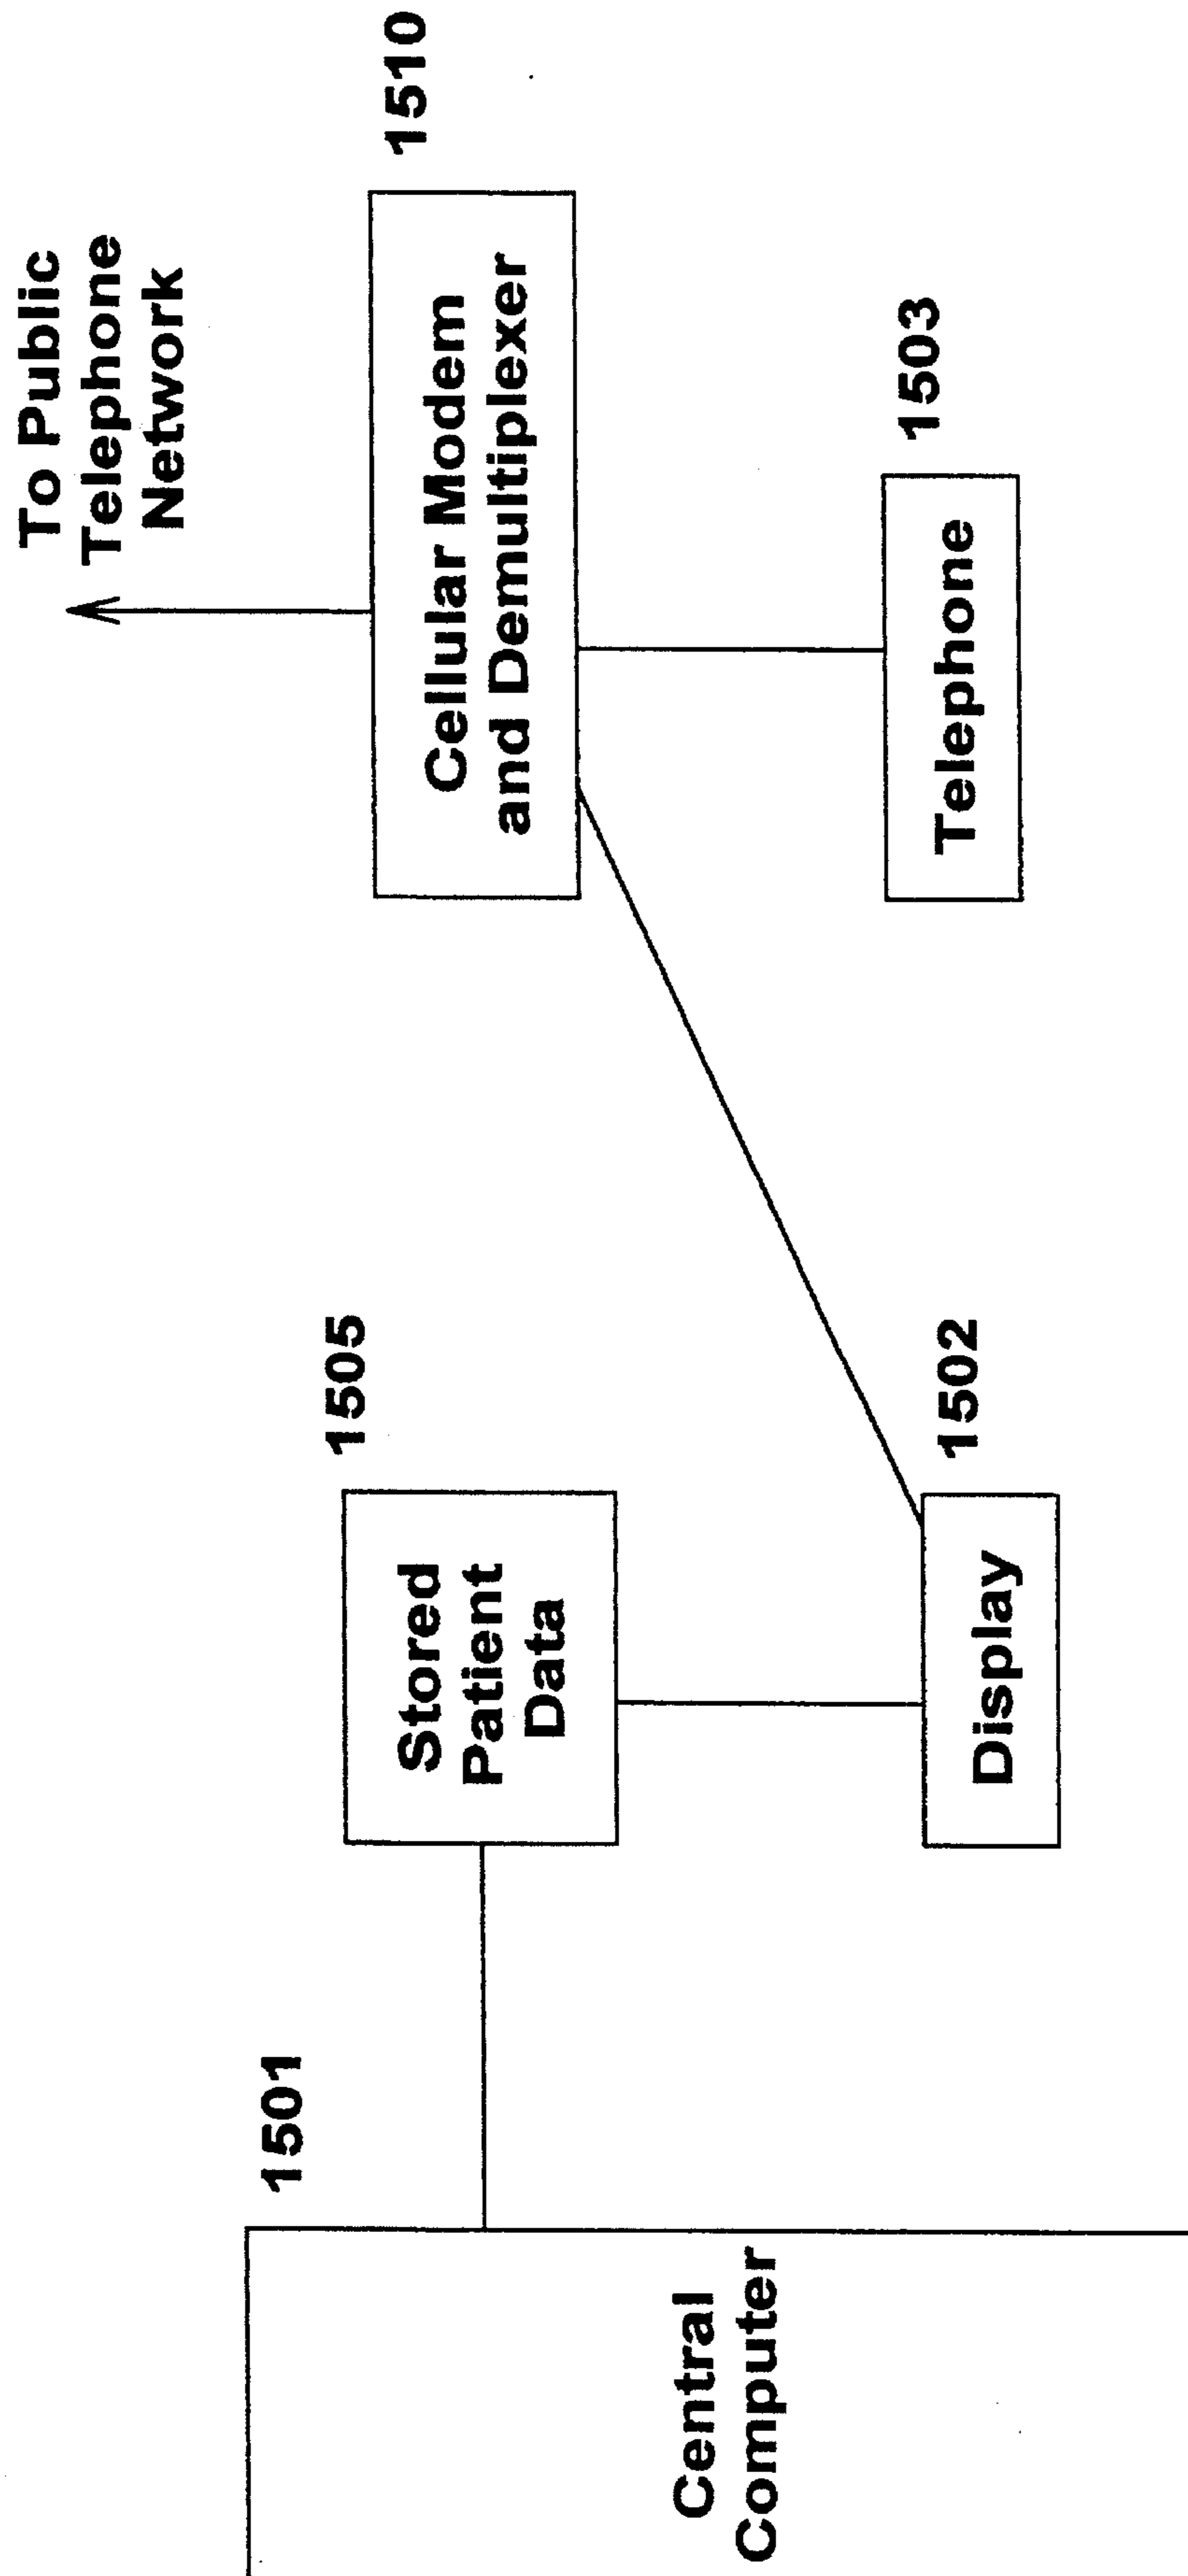 To Public
Telephone
Network
1510
Cellular Modem
and Demultiplexer
1503
Telephone
1505
Stored
Patient
Data
1502
Display
1501
Central
Computer